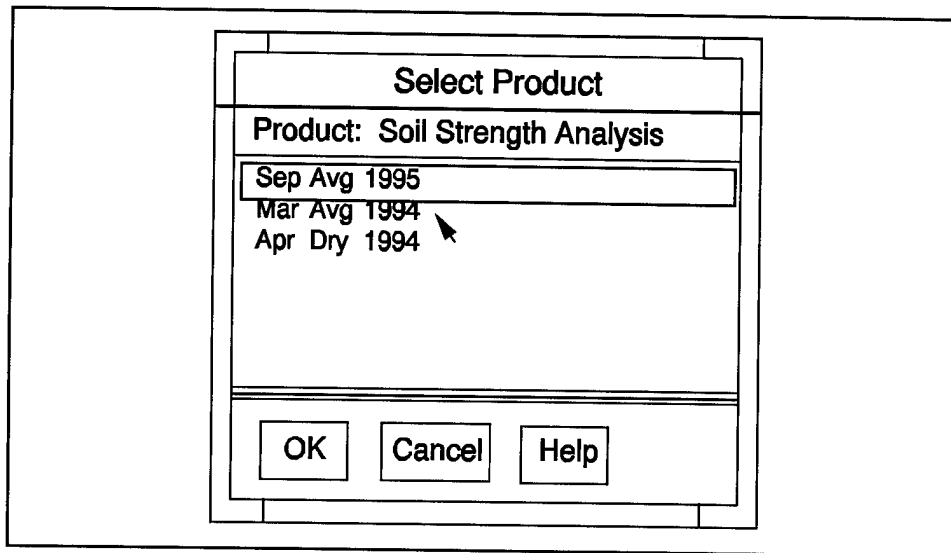 Select Product
Product: Soil Strength Analysis
Sep Avg 1995
Mar Avg 1994
Apr Dry 1994
OK Cancel Help